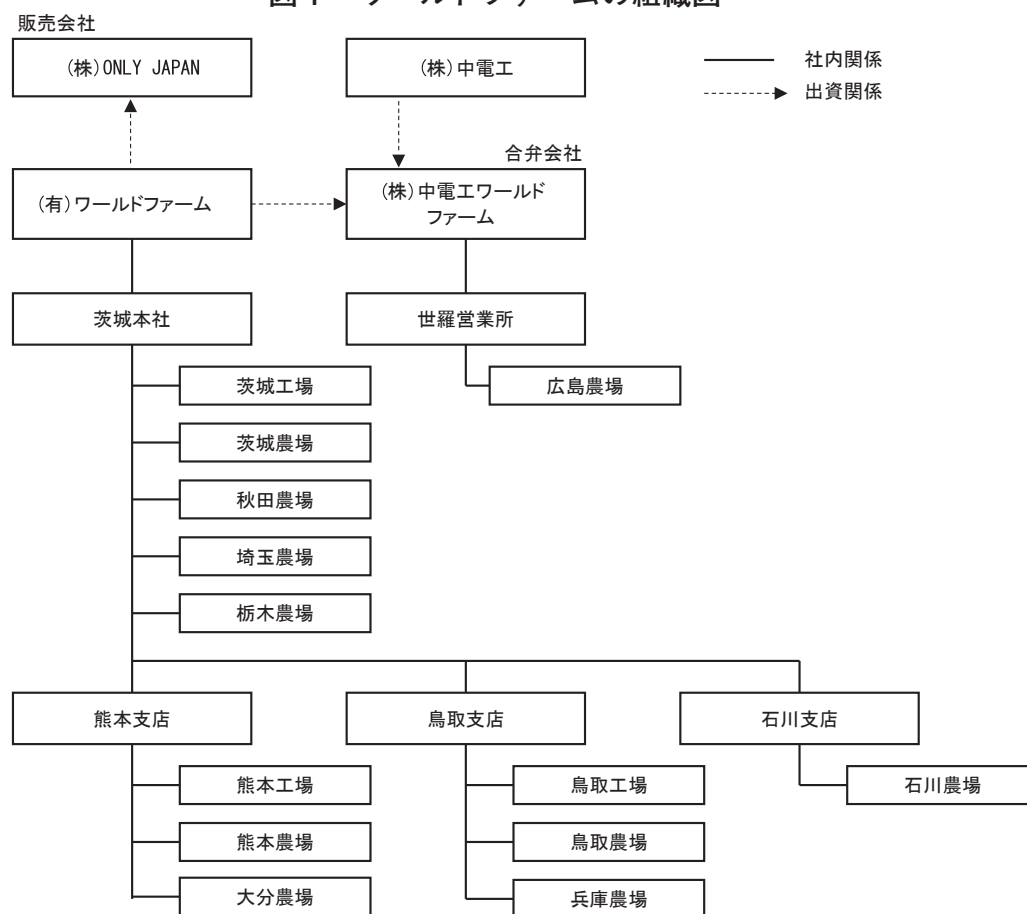 販売会社
(株)ONLY JAPAN
(株)中電工
社内関係
出資関係
合弁会社
(有)ワールドファーム
(株)中電工ワールド
ファーム
茨城本社
世羅営業所
茨城工場
広島農場
茨城農場
秋田農場
埼玉農場
栃木農場
熊本支店
鳥取支店
石川支店
熊本工場
鳥取工場
石川農場
熊本農場
鳥取農場
大分農場
兵庫農場